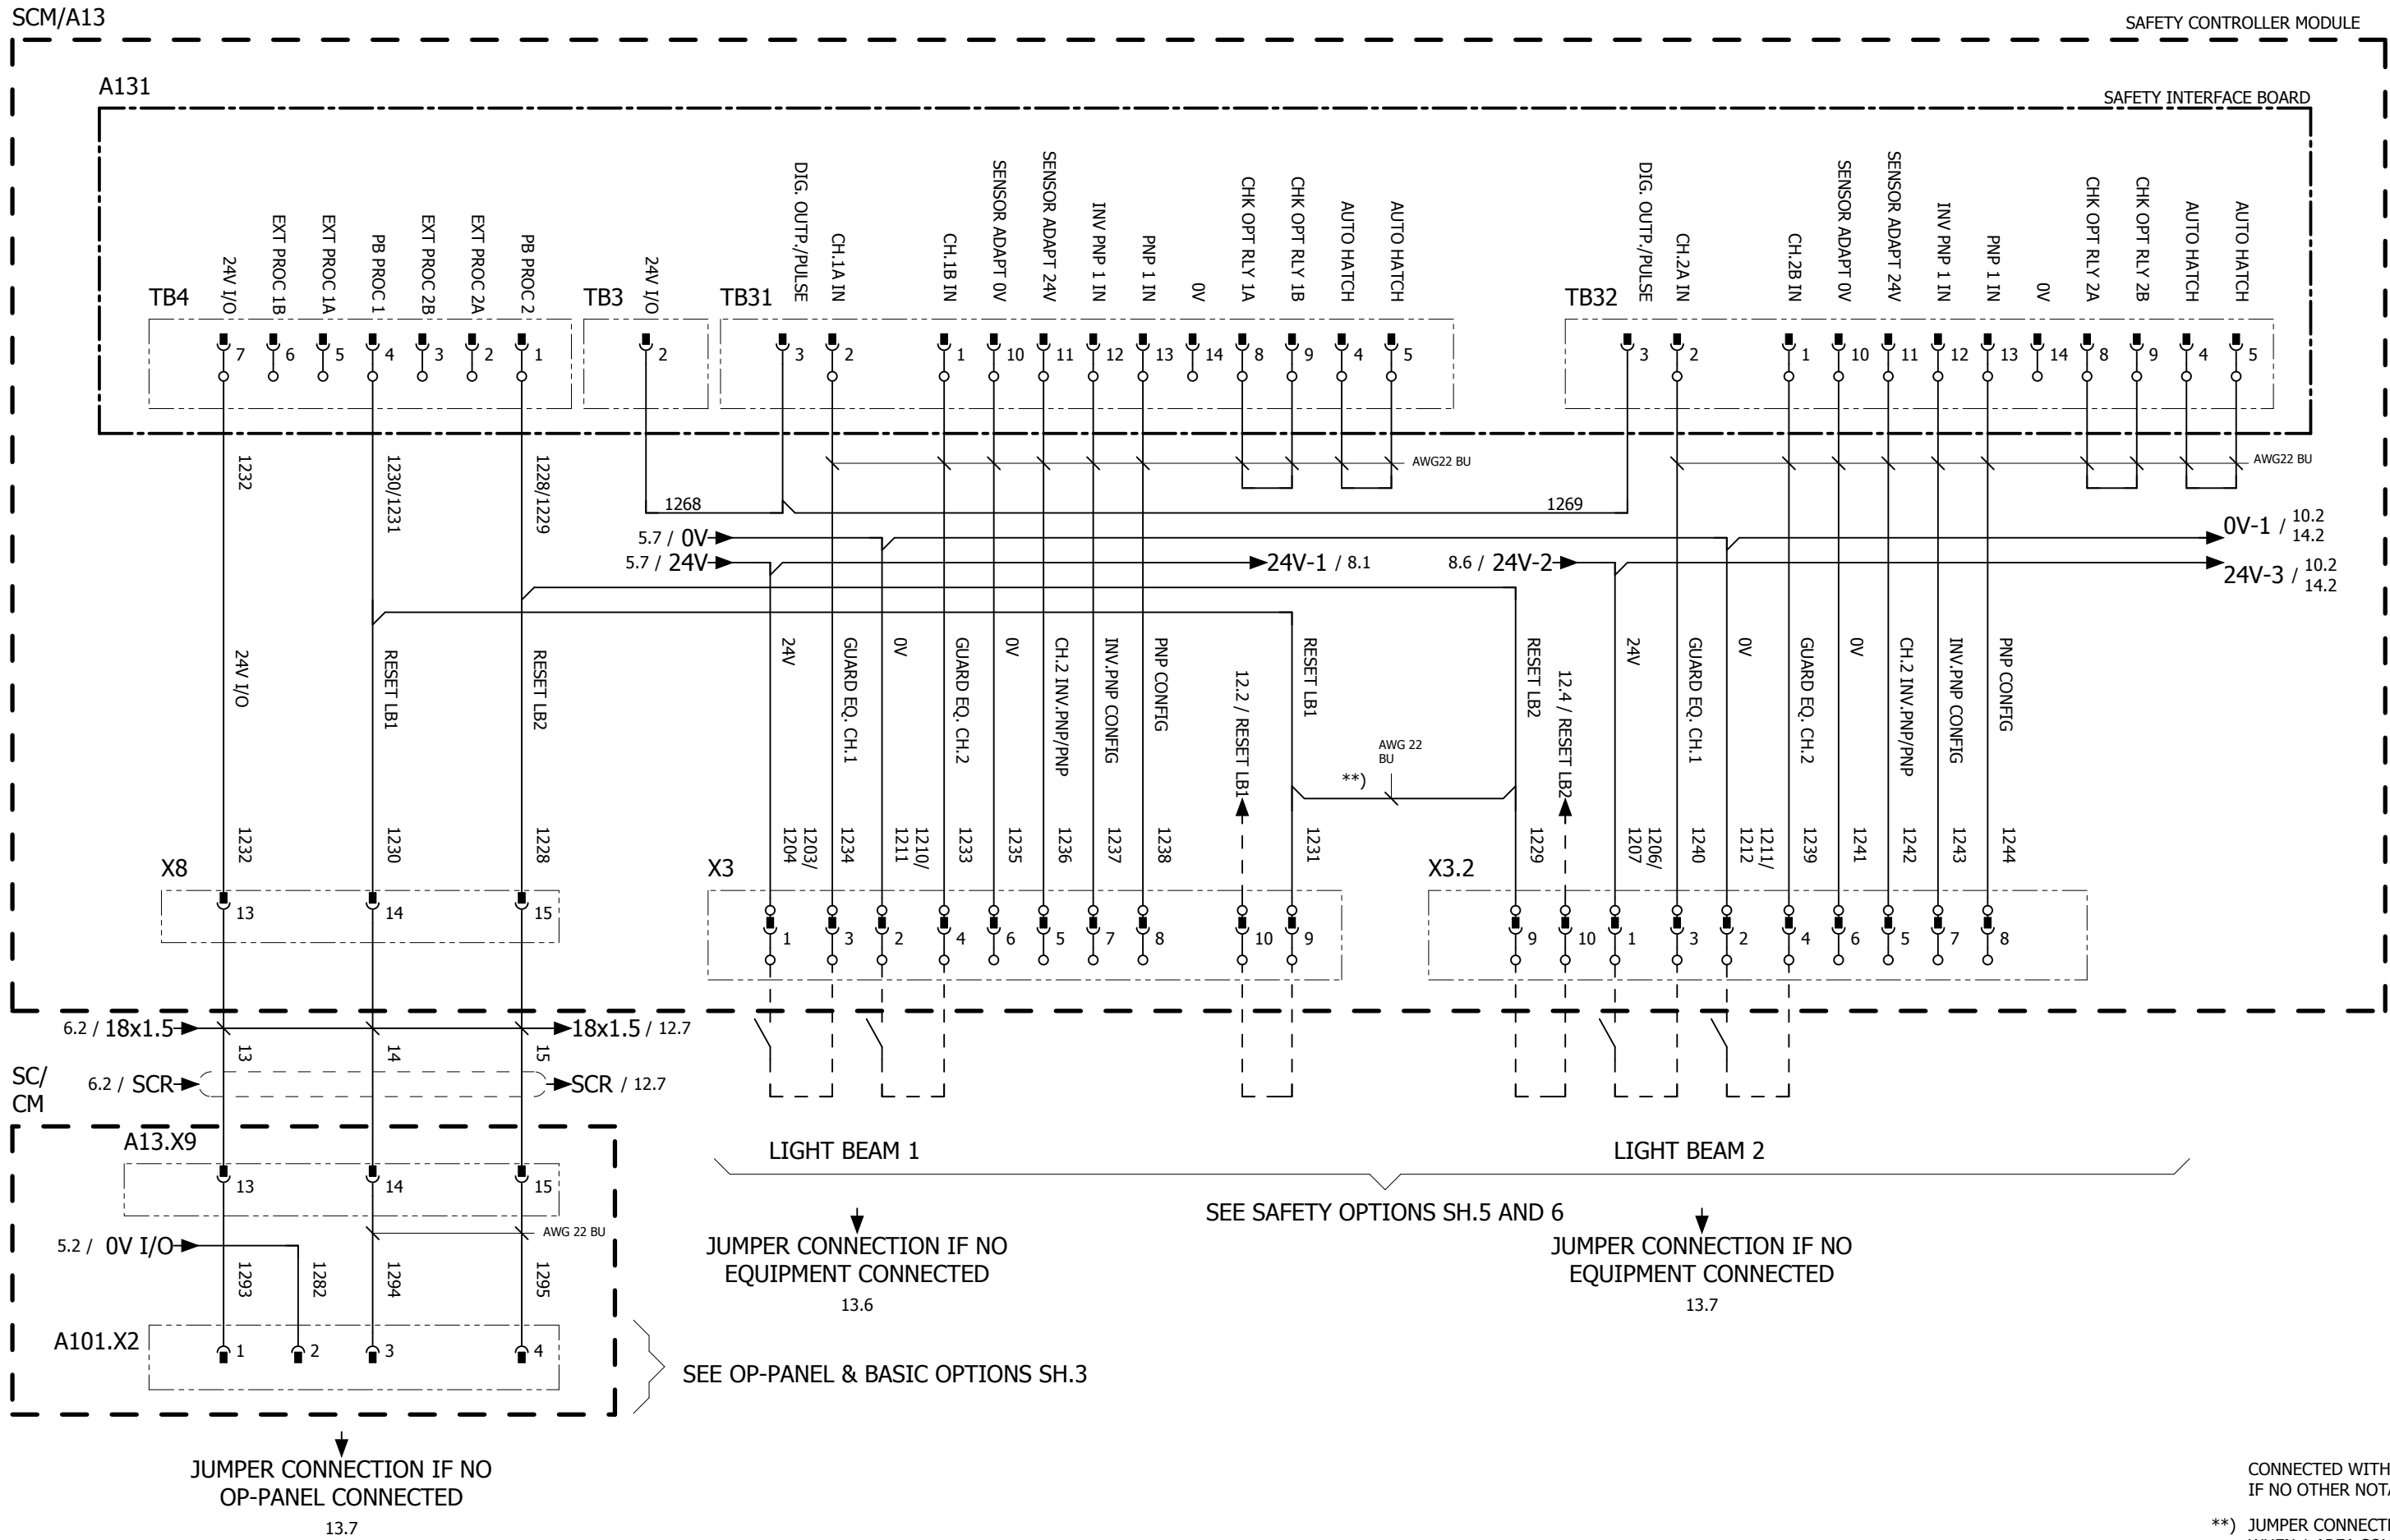 SCM/A13
SAFETY CONTROLLER MODULE
A131
SAFETY INTERFACE BOARD
TB4
24V I/O
EXT PROC 1B
EXT PROC 1A
PB PROC 1
EXT PROC 2B
EXT PROC 2A
PB PROC 2
TB3
24V I/O
TB31
DIG. OUTP./PULSE
CH.1A IN
CH.1B IN
SENSOR ADAPT 0V
SENSOR ADAPT 24V
INV PNP 1 IN
PNP 1 IN
0V
CHK OPT RLY 1A
CHK OPT RLY 1B
AUTO HATCH
AUTO HATCH
TB32
DIG. OUTP./PULSE
CH.2A IN
CH.2B IN
SENSOR ADAPT 0V
SENSOR ADAPT 24V
INV PNP 1 IN
PNP 1 IN
0V
CHK OPT RLY 2A
CHK OPT RLY 2B
AUTO HATCH
AUTO HATCH
7 6 5 4 3 2 1
2
3 2 1 10 11 12 13 14 8 9 4 5
3 2 1 10 11 12 13 14 8 9 4 5
1232
1230/1231
1228/1229
AWG22 BU
AWG22 BU
1268
1269
5.7 / 0V
0V-1 / 10.2
14.2
5.7 / 24V
24V-1 / 8.1
8.6 / 24V-2
24V-3 / 10.2
14.2
24V I/O
RESET LB1
RESET LB2
24V
GUARD EQ. CH.1
0V
GUARD EQ. CH.2
0V
CH.2 INV.PNP/PNP
INV.PNP CONFIG
PNP CONFIG
12.2 / RESET LB1
RESET LB1
RESET LB2
12.4 / RESET LB2
24V
GUARD EQ. CH.1
0V
GUARD EQ. CH.2
0V
CH.2 INV.PNP/PNP
INV.PNP CONFIG
PNP CONFIG
AWG 22
BU
**)
1232
1230
1228
1203/
1204
1234
1210/
1211
1233
1235
1236
1237
1238
1231
1229
1206/
1207
1240
1211/
1212
1239
1241
1242
1243
1244
X8
13 14 15
X3
1 3 2 4 6 5 7 8 10 9
X3.2
9 10 1 3 2 4 6 5 7 8
6.2 / 18x1.5
18x1.5 / 12.7
13 14 15
SC/
CM
6.2 / SCR
SCR / 12.7
A13.X9
13 14 15
AWG 22 BU
5.2 / 0V I/O
1293
1282
1294
1295
A101.X2
1 2 3 4
SEE OP-PANEL & BASIC OPTIONS SH.3
JUMPER CONNECTION IF NO
OP-PANEL CONNECTED
13.7
LIGHT BEAM 1
LIGHT BEAM 2
SEE SAFETY OPTIONS SH.5 AND 6
JUMPER CONNECTION IF NO
EQUIPMENT CONNECTED
13.6
JUMPER CONNECTION IF NO
EQUIPMENT CONNECTED
13.7
CONNECTED WITH
IF NO OTHER
**) JUMPER